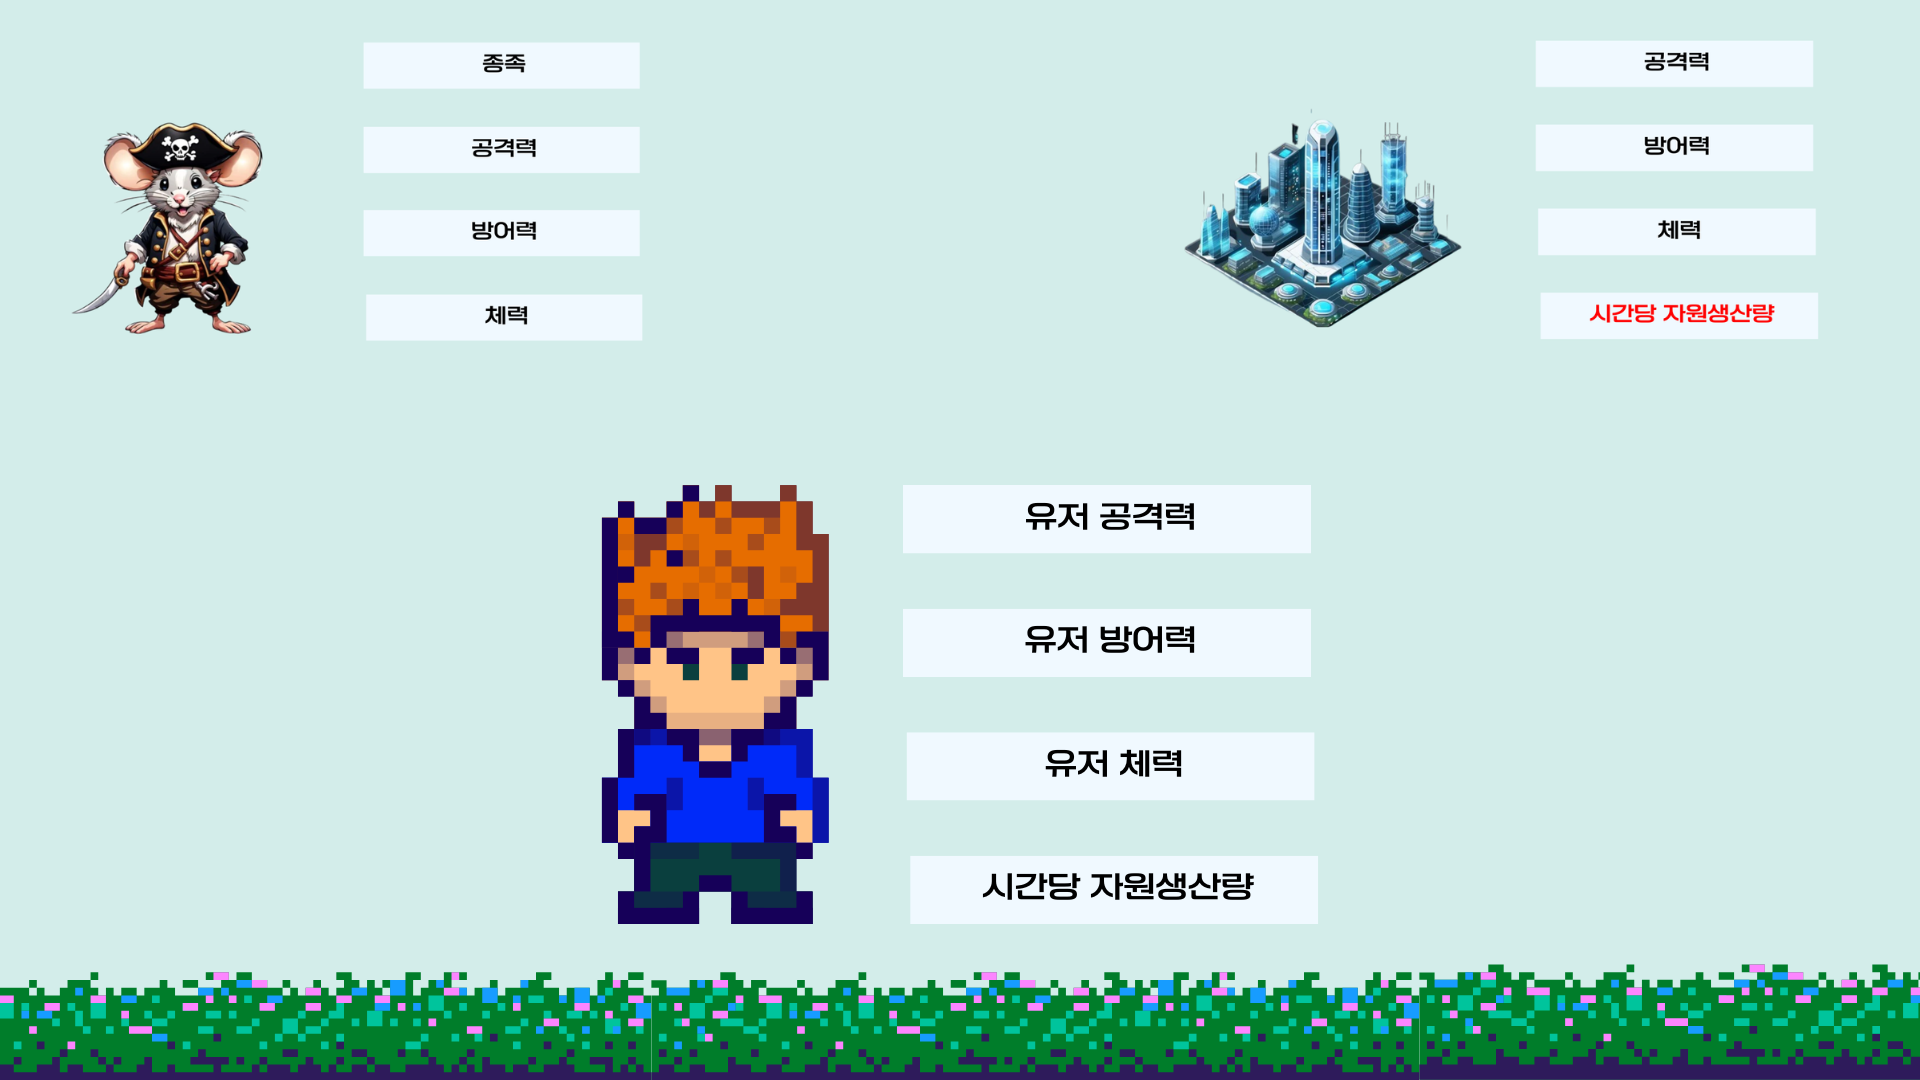 종족
공격력
방어력
체력
공격력
방어력
체력
시간당 자원생산량
유저 공격력
유저 방어력
유저 체력
시간당 자원생산량